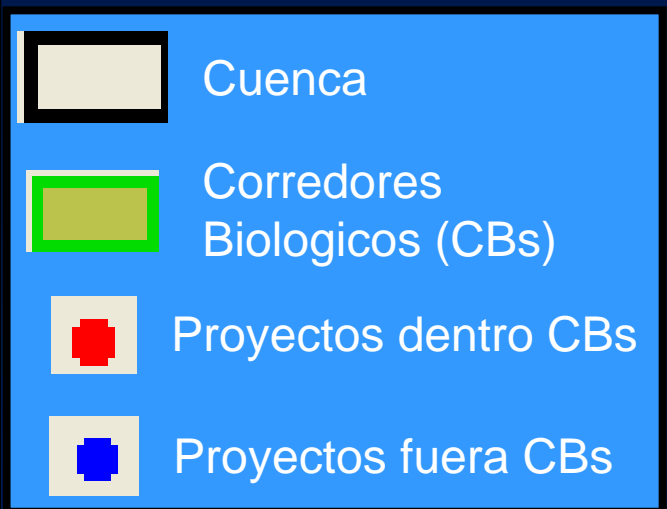 Cuenca
Corredores
Biologicos (CBs)
Proyectos dentro CBs
Proyectos fuera CBs